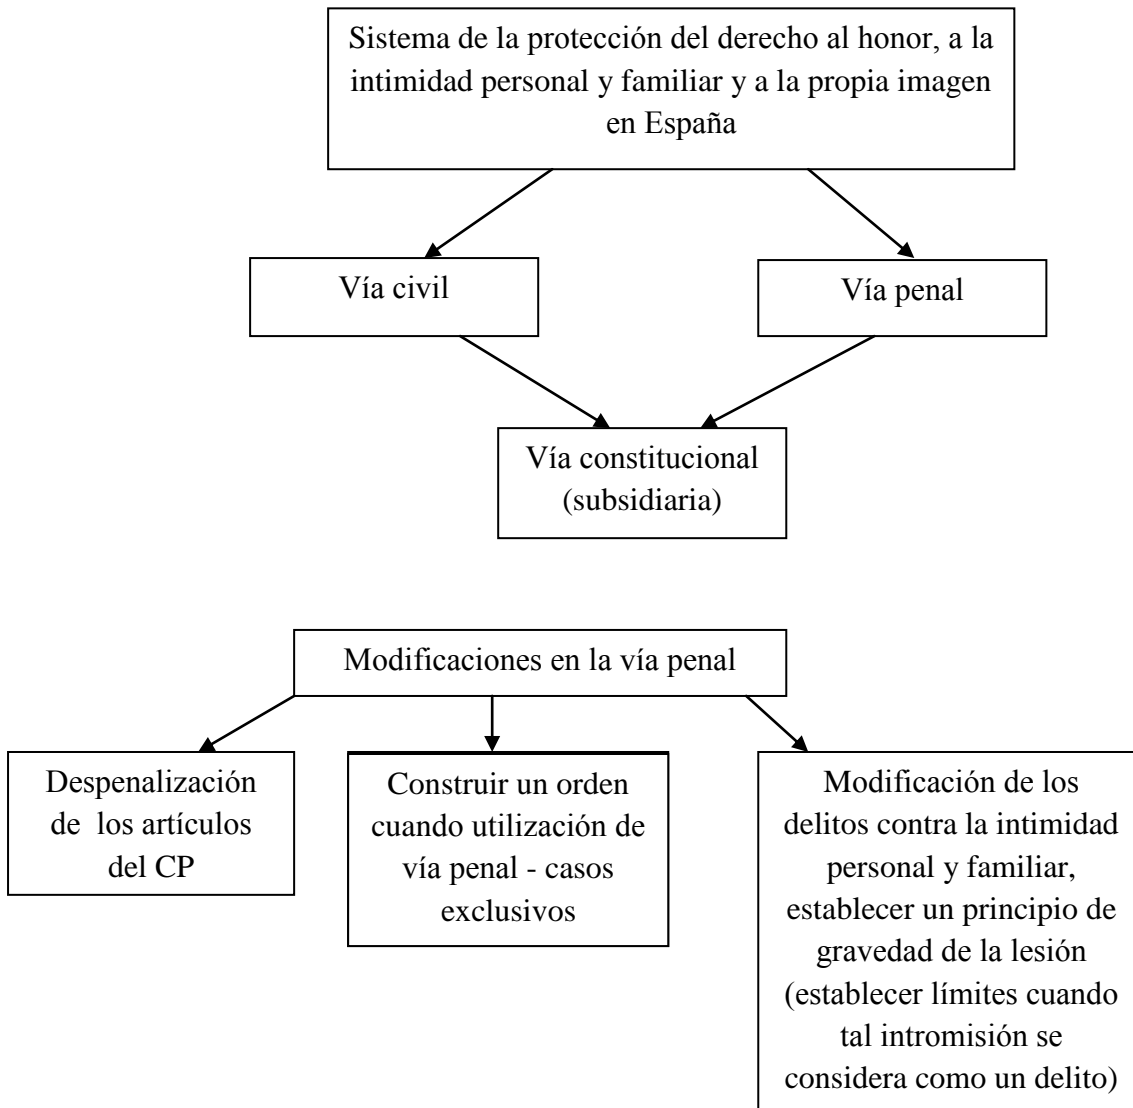 Sistema de la protección del derecho al honor, a la
intimidad personal y familiar y a la propia imagen
en España
Vía civil
Vía penal
Vía constitucional
(subsidiaria)
Modificaciones en la vía penal
Despenalización
de los artículos
del CP
Construir un orden
cuando utilización de
vía penal - casos
exclusivos
Modificación de los
delitos contra la intimidad
personal y familiar,
establecer un principio de
gravedad de la lesión
(establecer límites cuando
tal intromisión se
considera como un delito)